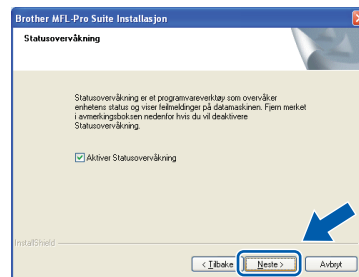 Brother MFL-Pro Suite Installasjon
Statusovervåkning
Statusovervåkning er et programvareverktøy som overvåker
enhetens status og viser feilmeldinger på datamaskinen. Fjern merket
i avmerkingsboksen nedenfor hvis du vil deaktivere
Statusovervåkning.
Aktiver Statusovervåkning
InstallShield
< Tilbake Neste > Avbryt